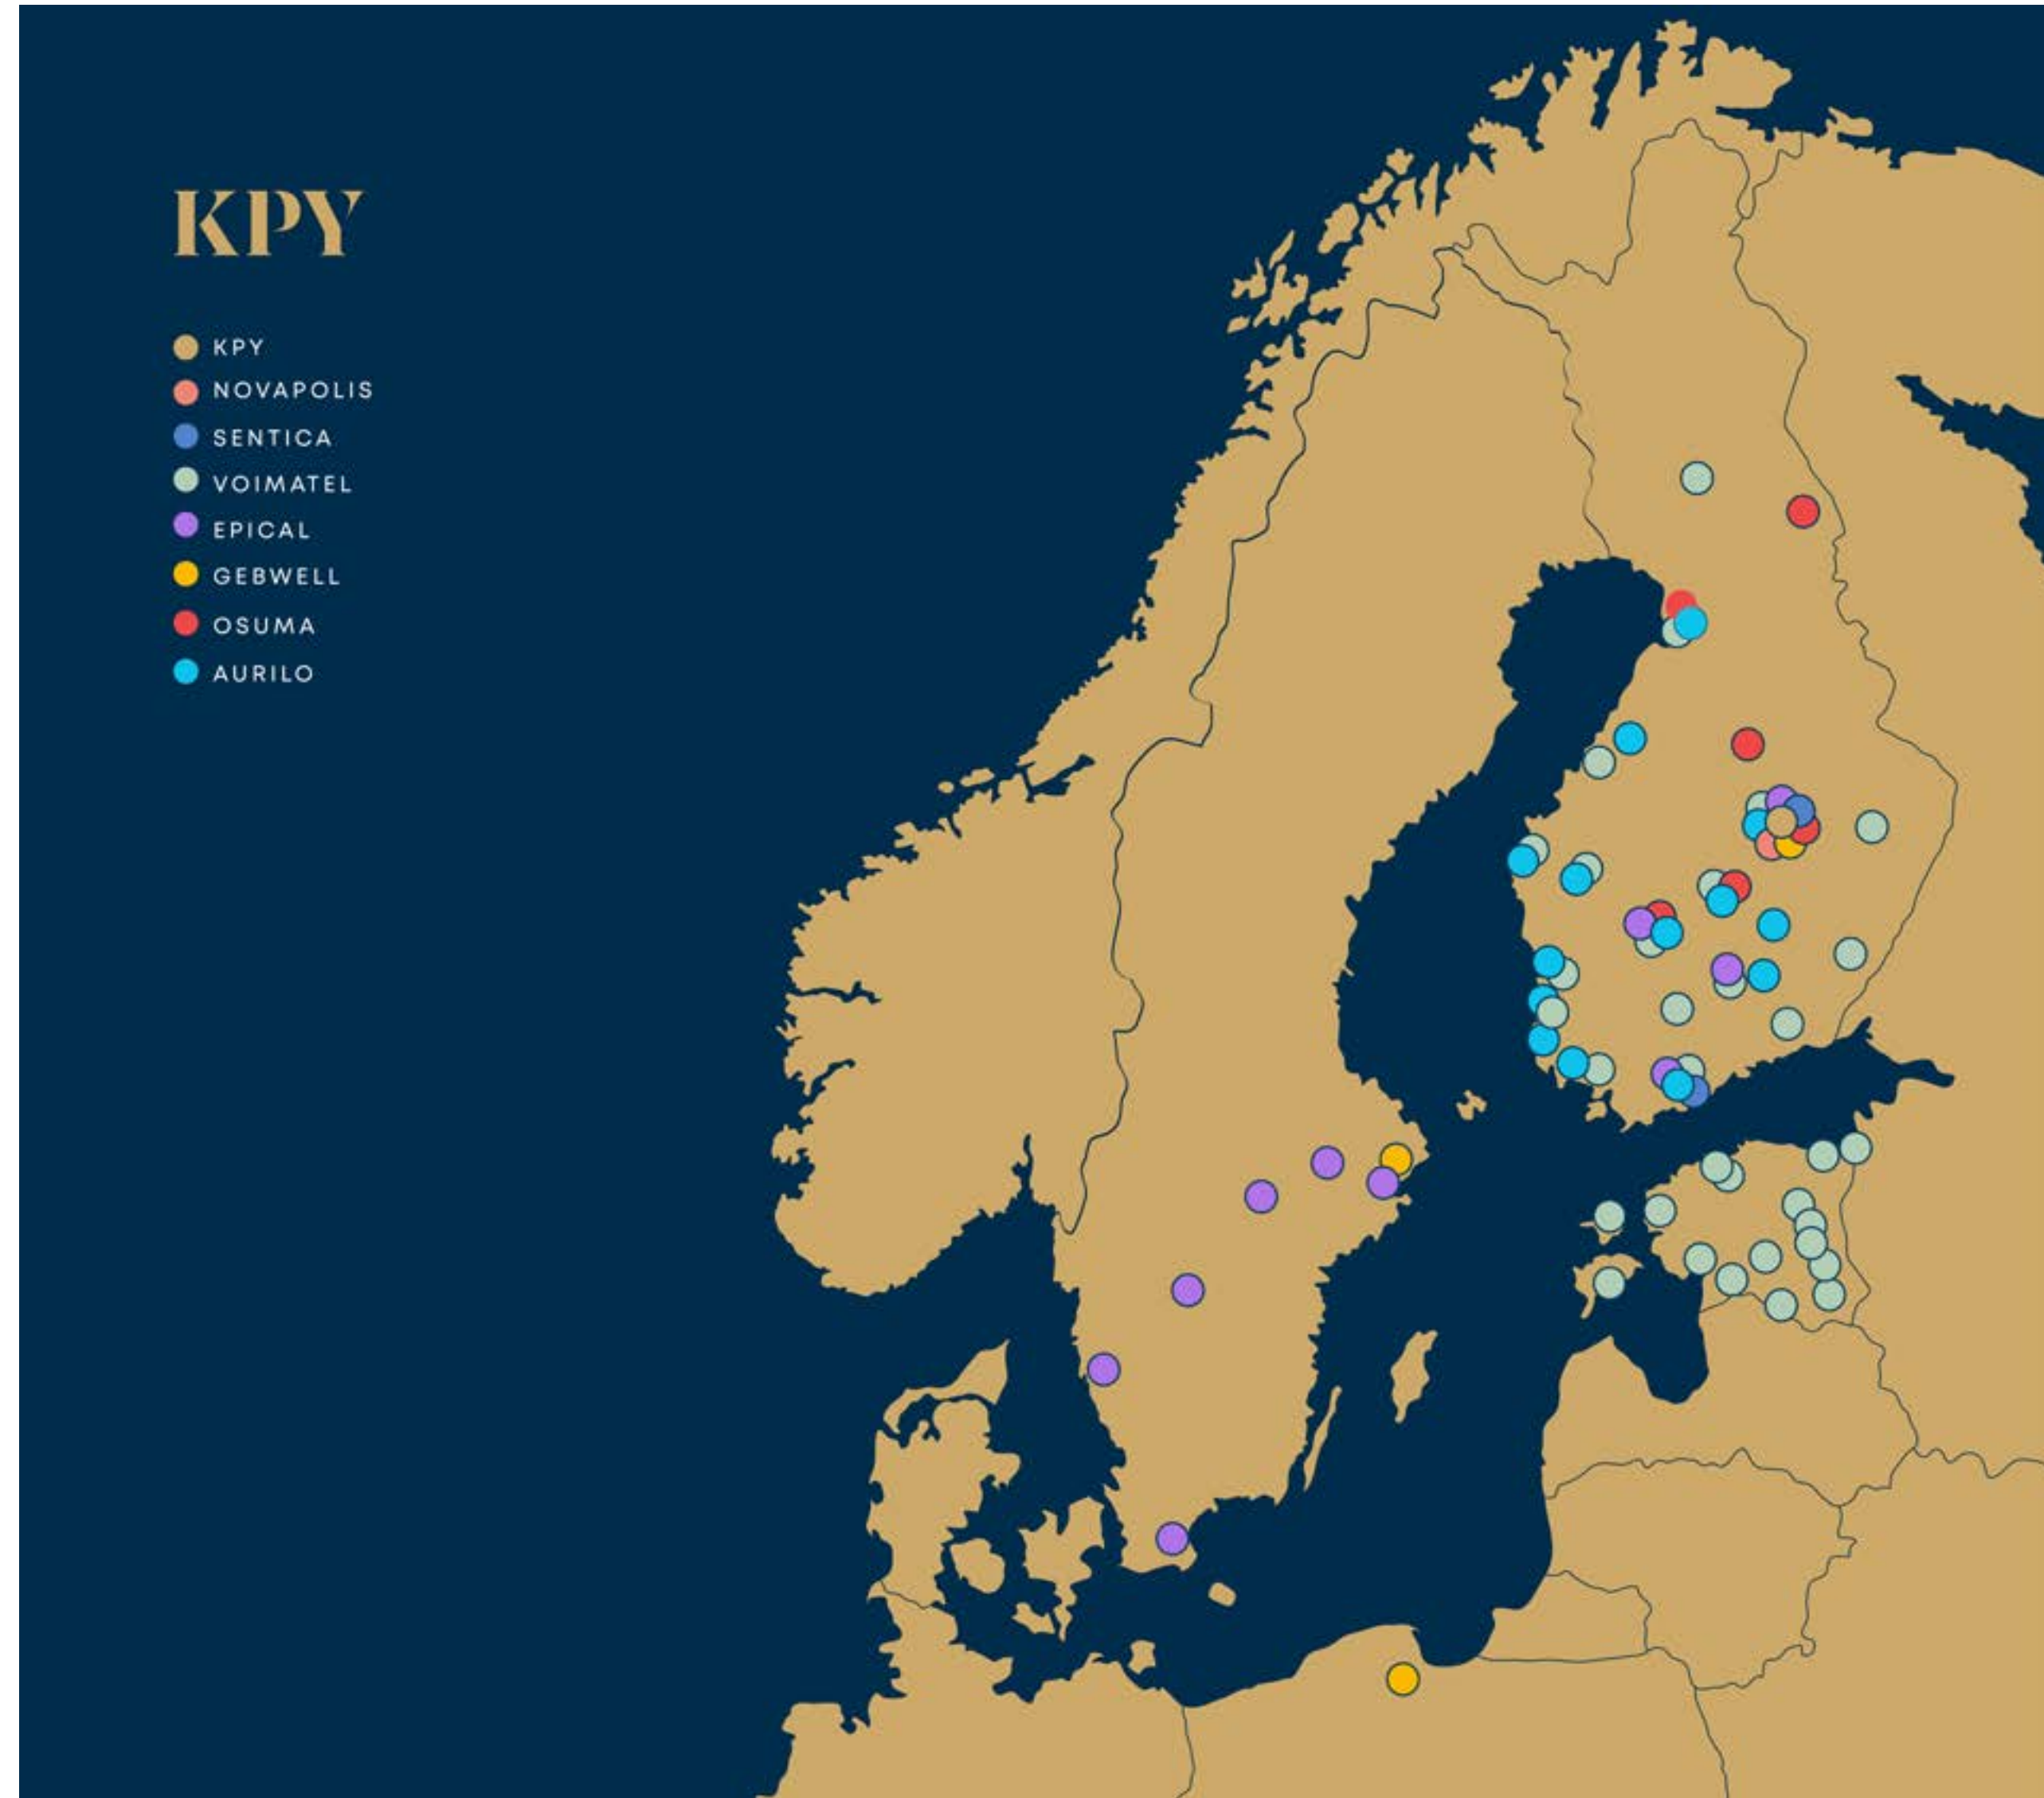 KPY
KPY
NOVAPOLIS
SENTICA
VOIMATEL
EPICAL
GEBWELL
OSUMA
AURILO